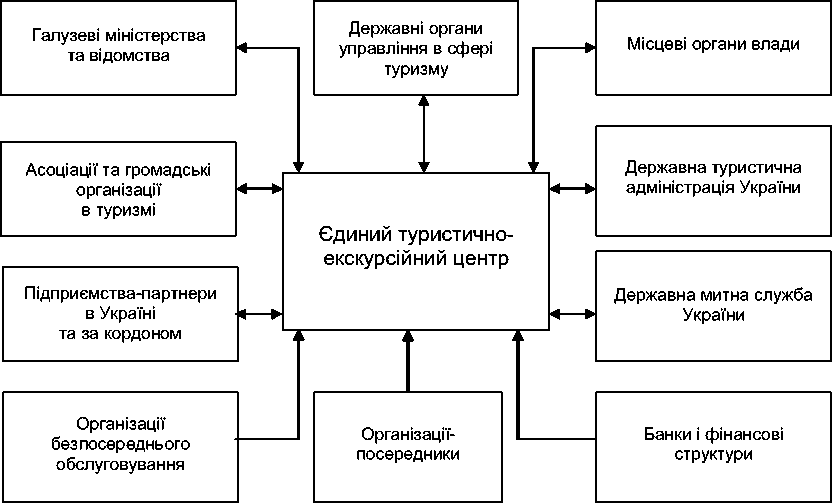 Галузеві міністерства
та відомства
Державні органи
управління в сфері
туризму
Місцеві органи влади
Асоціації та громадські
організації
в туризмі
Державна туристична
адміністрація України
Єдиний туристично-
екскурсійний центр
Підприємства-партнери
в Україні
та за кордоном
Державна митна служба
України
Організації
безпосереднього
обслуговування
Організації-
посередники
Банки і фінансові
структури